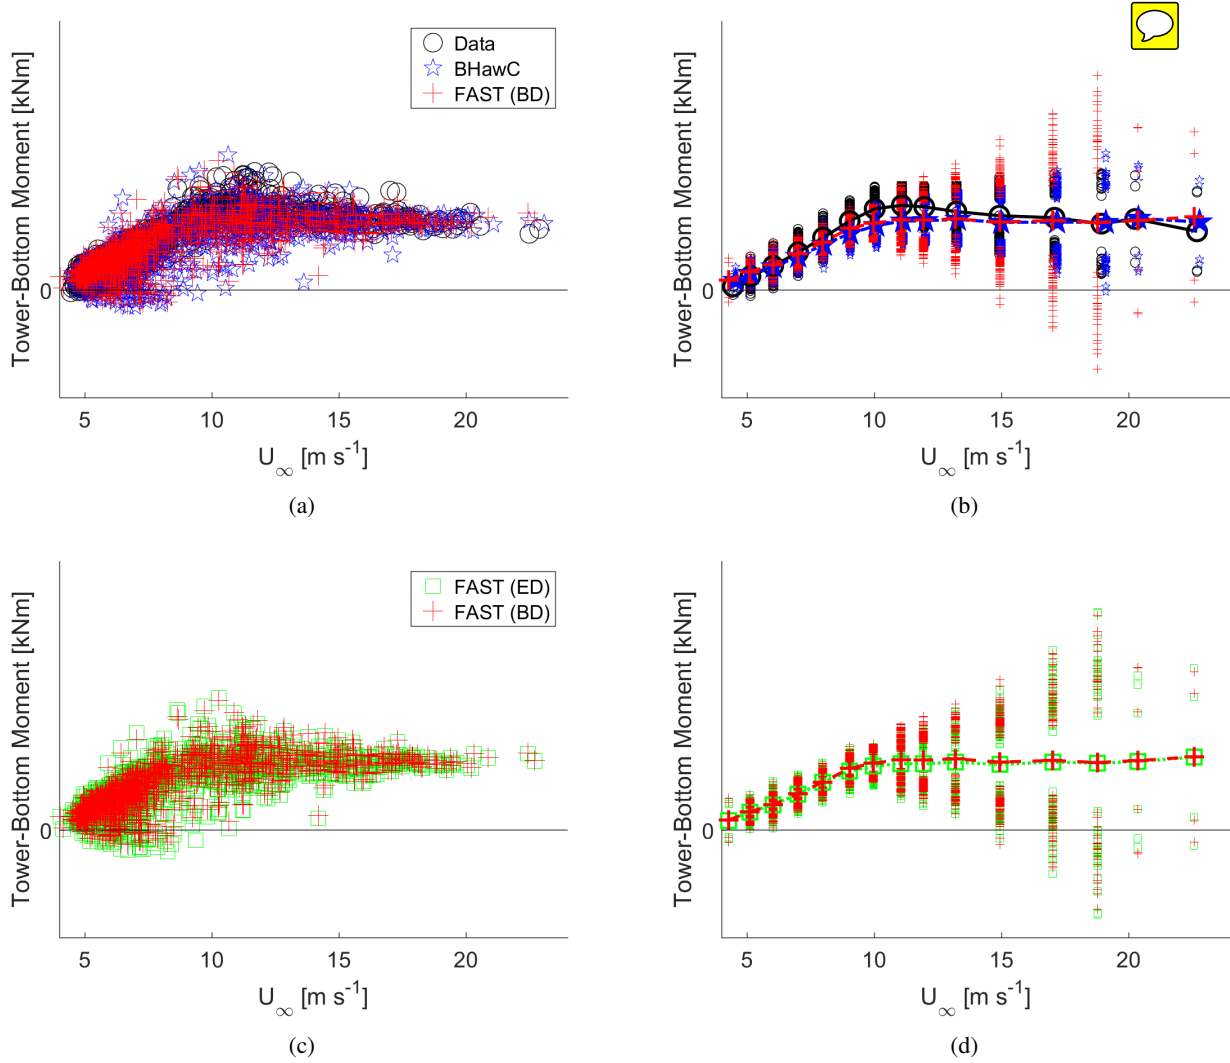 Data
BHawC
FAST (BD)
Tower-Bottom Moment [kNm]
0
5 10 15 20
U∞ [m s-1]
(a)
Tower-Bottom Moment [kNm]
0
5 10 15 20
U∞ [m s-1]
(b)
FAST (ED)
FAST (BD)
Tower-Bottom Moment [kNm]
0
5 10 15 20
U∞ [m s-1]
(c)
Tower-Bottom Moment [kNm]
0
5 10 15 20
U∞ [m s-1]
(d)